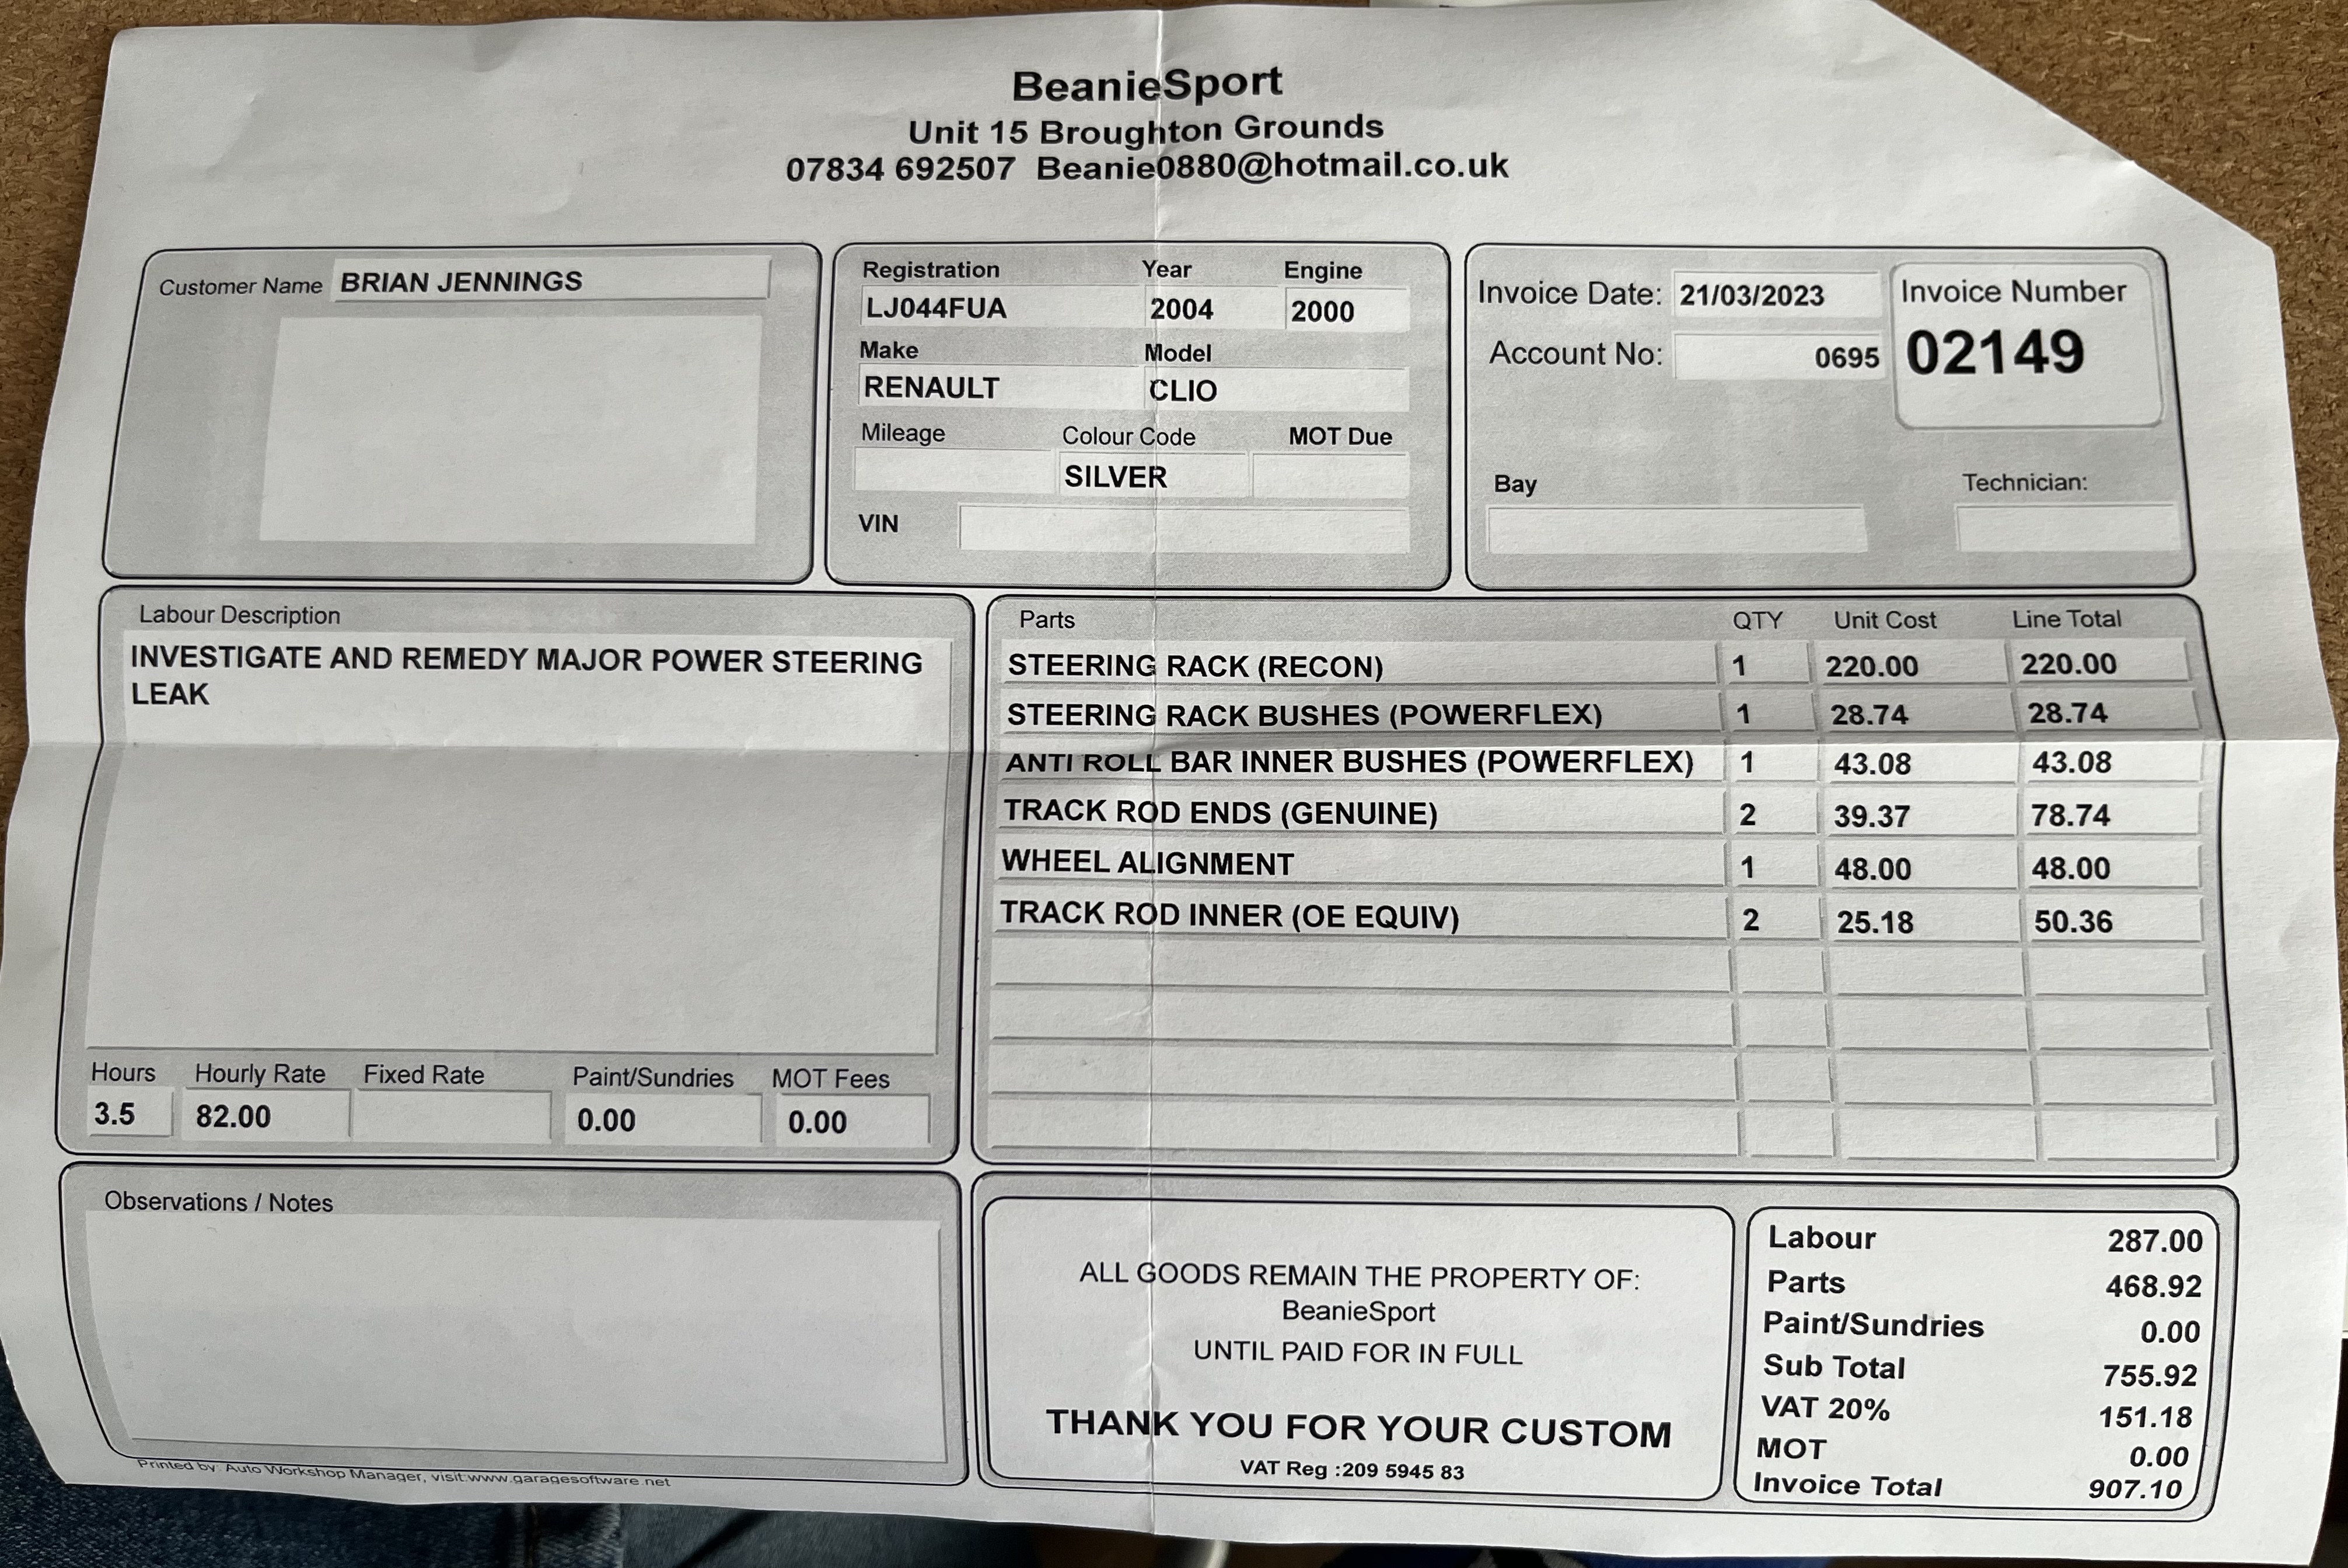 BeanieSport
Unit 15 Broughton Grounds
07834 692507 Beanie0880@hotmail.co.uk
Customer Name BRIAN JENNINGS
Registration Year Engine
LJ044FUA 2004 2000
Make Model
RENAULT CLIO
Mileage Colour Code MOT Due
SILVER
VIN
Invoice Date: 21/03/2023
Account No: 0695
Invoice Number
02149
Bay Technician:
Labour Description
INVESTIGATE AND REMEDY MAJOR POWER STEERING
LEAK
Hours Hourly Rate Fixed Rate Paint/Sundries MOT Fees
3.5 82.00 0.00 0.00
Parts QTY Unit Cost Line Total
STEERING RACK (RECON) 1 220.00 220.00
STEERING RACK BUSHES (POWERFLEX) 1 28.74 28.74
ANTI ROLL BAR INNER BUSHES (POWERFLEX) 1 43.08 43.08
TRACK ROD ENDS (GENUINE) 2 39.37 78.74
WHEEL ALIGNMENT 1 48.00 48.00
TRACK ROD INNER (OE EQUIV) 2 25.18 50.36
Observations / Notes
ALL GOODS REMAIN THE PROPERTY OF:
BeanieSport
UNTIL PAID FOR IN FULL
THANK YOU FOR YOUR CUSTOM
VAT Reg :209 5945 83
Labour 287.00
Parts 468.92
Paint/Sundries 0.00
Sub Total 755.92
VAT 20% 151.18
MOT 0.00
Invoice Total 907.10
Printed by: Auto Workshop Manager, visit:www.garagesoftware.net